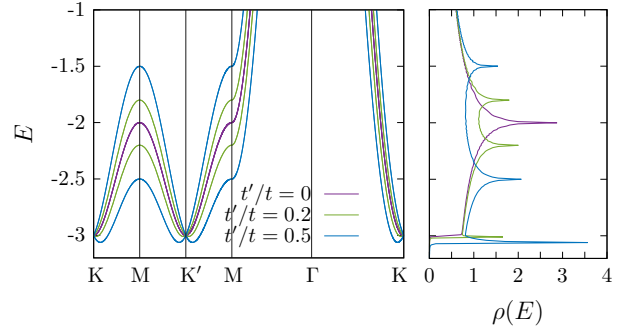 -1
-1.5
-2
-2.5
-3
E
t′/t = 0
t′/t = 0.2
t′/t = 0.5
K M K′ M Γ K
0 1 2 3 4
ρ(E)